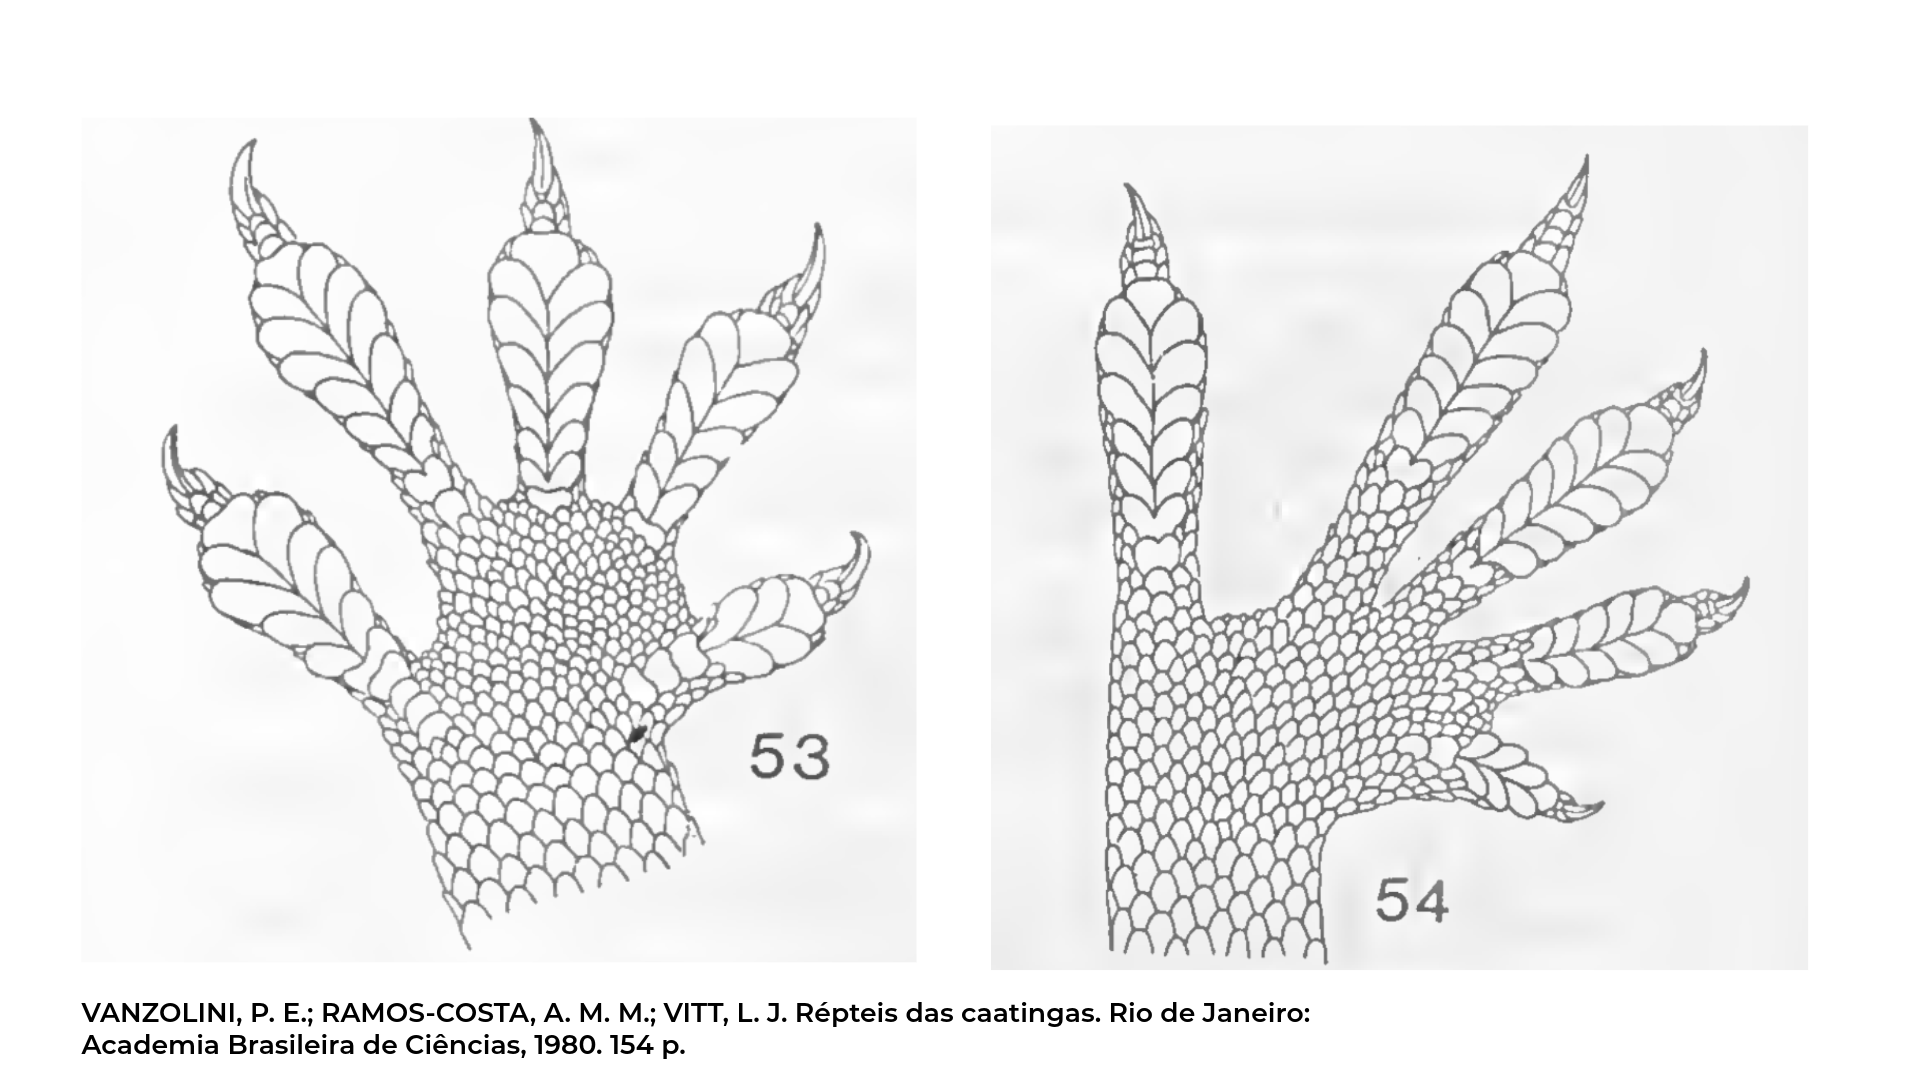 53
54
VANZOLINI, P. E.; RAMOS-COSTA, A. M. M.; VITT, L. J. Répteis das caatingas. Rio de Janeiro:
Academia Brasileira de Ciências, 1980. 154 p.